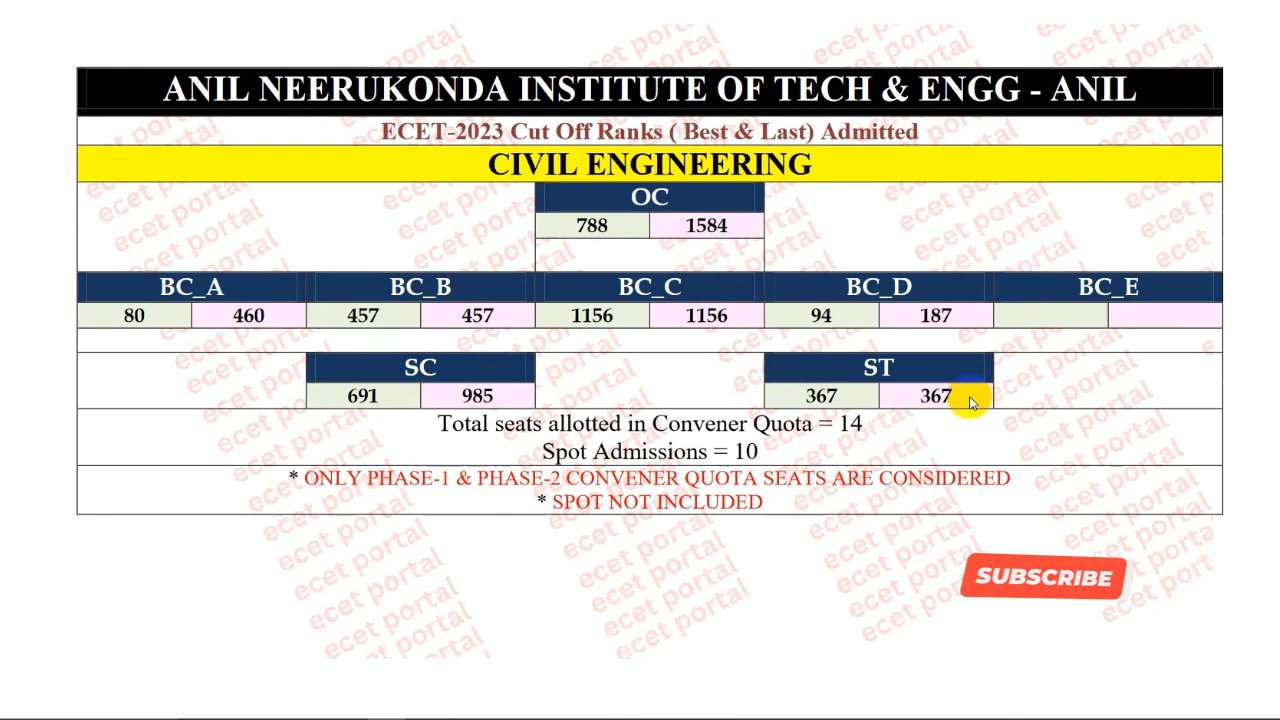 ANIL NEERUKONDA INSTITUTE OF TECH & ENGG - ANIL
ECET-2023 Cut Off Ranks ( Best & Last) Admitted
CIVIL ENGINEERING
OC
788 1584
BC_A BC_B BC_C BC_D BC_E
80 460 457 457 1156 1156 94 187
SC ST
691 985 367 367
Total seats allotted in Convener Quota = 14
Spot Admissions = 10
* ONLY PHASE-1 & PHASE-2 CONVENER QUOTA SEATS ARE CONSIDERED
* SPOT NOT INCLUDED
SUBSCRIBE
ecet portal